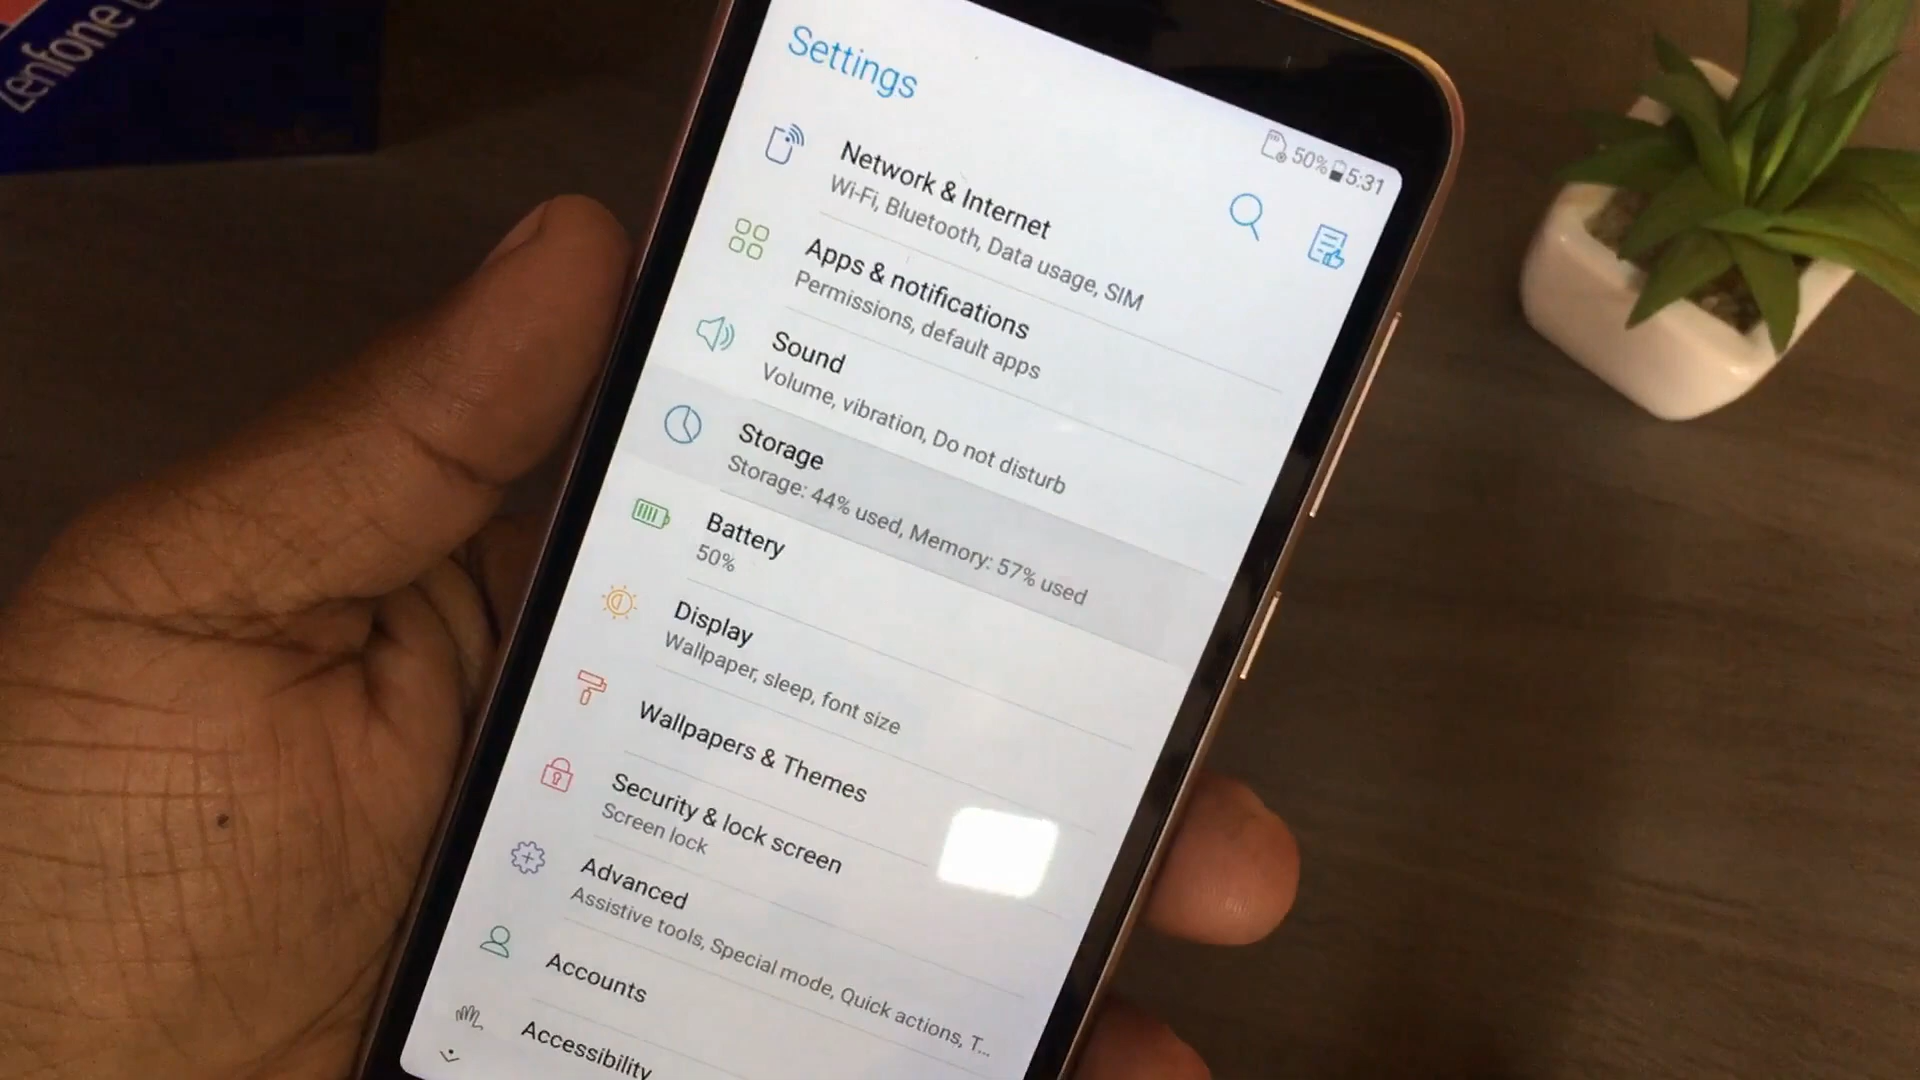 Zenfone
Settings
50% 5:31
Network & Internet
Wi-Fi, Bluetooth, Data usage, SIM
Apps & notifications
Permissions, default apps
Sound
Volume, vibration, Do not disturb
Storage
Storage: 44% used, Memory: 57% used
Battery
50%
Display
Wallpaper, sleep, font size
Wallpapers & Themes
Security & lock screen
Screen lock
Advanced
Assistive tools, Special mode, Quick actions, T...
Accounts
Accessibility